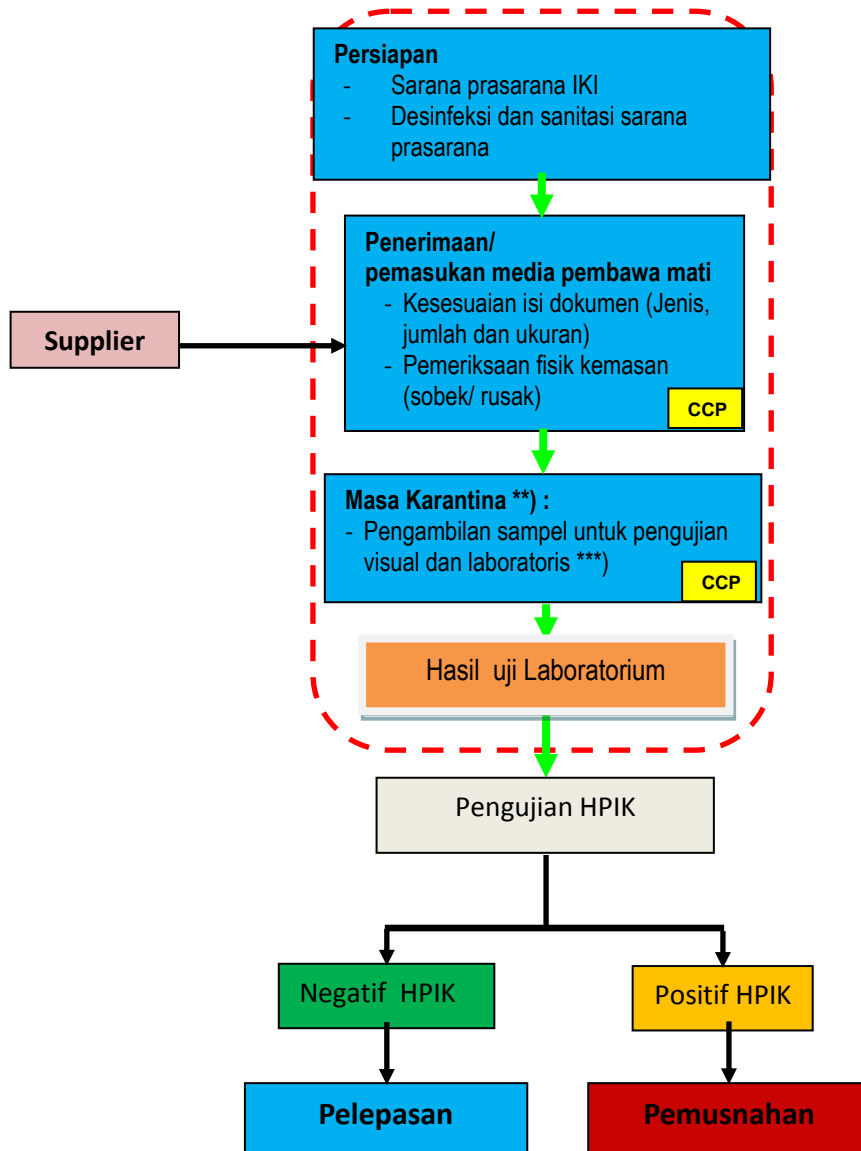 Persiapan
- Sarana prasarana IKI
- Desinfeksi dan sanitasi sarana
prasarana
Penerimaan/
pemasukan media pembawa mati
- Kesesuaian isi dokumen (Jenis,
jumlah dan ukuran)
- Pemeriksaan fisik kemasan
(sobek/ rusak)
CCP
Supplier
Masa Karantina **) :
- Pengambilan sampel untuk pengujian
visual dan laboratoris ***)
CCP
Hasil uji Laboratorium
Pengujian HPIK
Negatif HPIK
Positif HPIK
Pelepasan
Pemusnahan